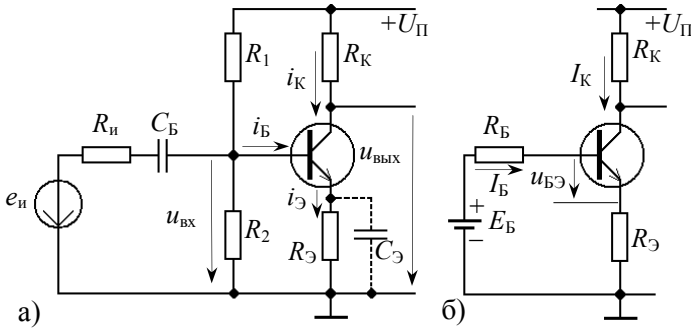 +U_П
R_1
R_К
i_К
R_и
C_Б
i_Б
u_вых
e_и
u_вх
R_2
i_Э
R_Э
C_Э
а)
+U_П
R_К
I_К
R_Б
I_Б
u_БЭ
+
E_Б
−
R_Э
б)